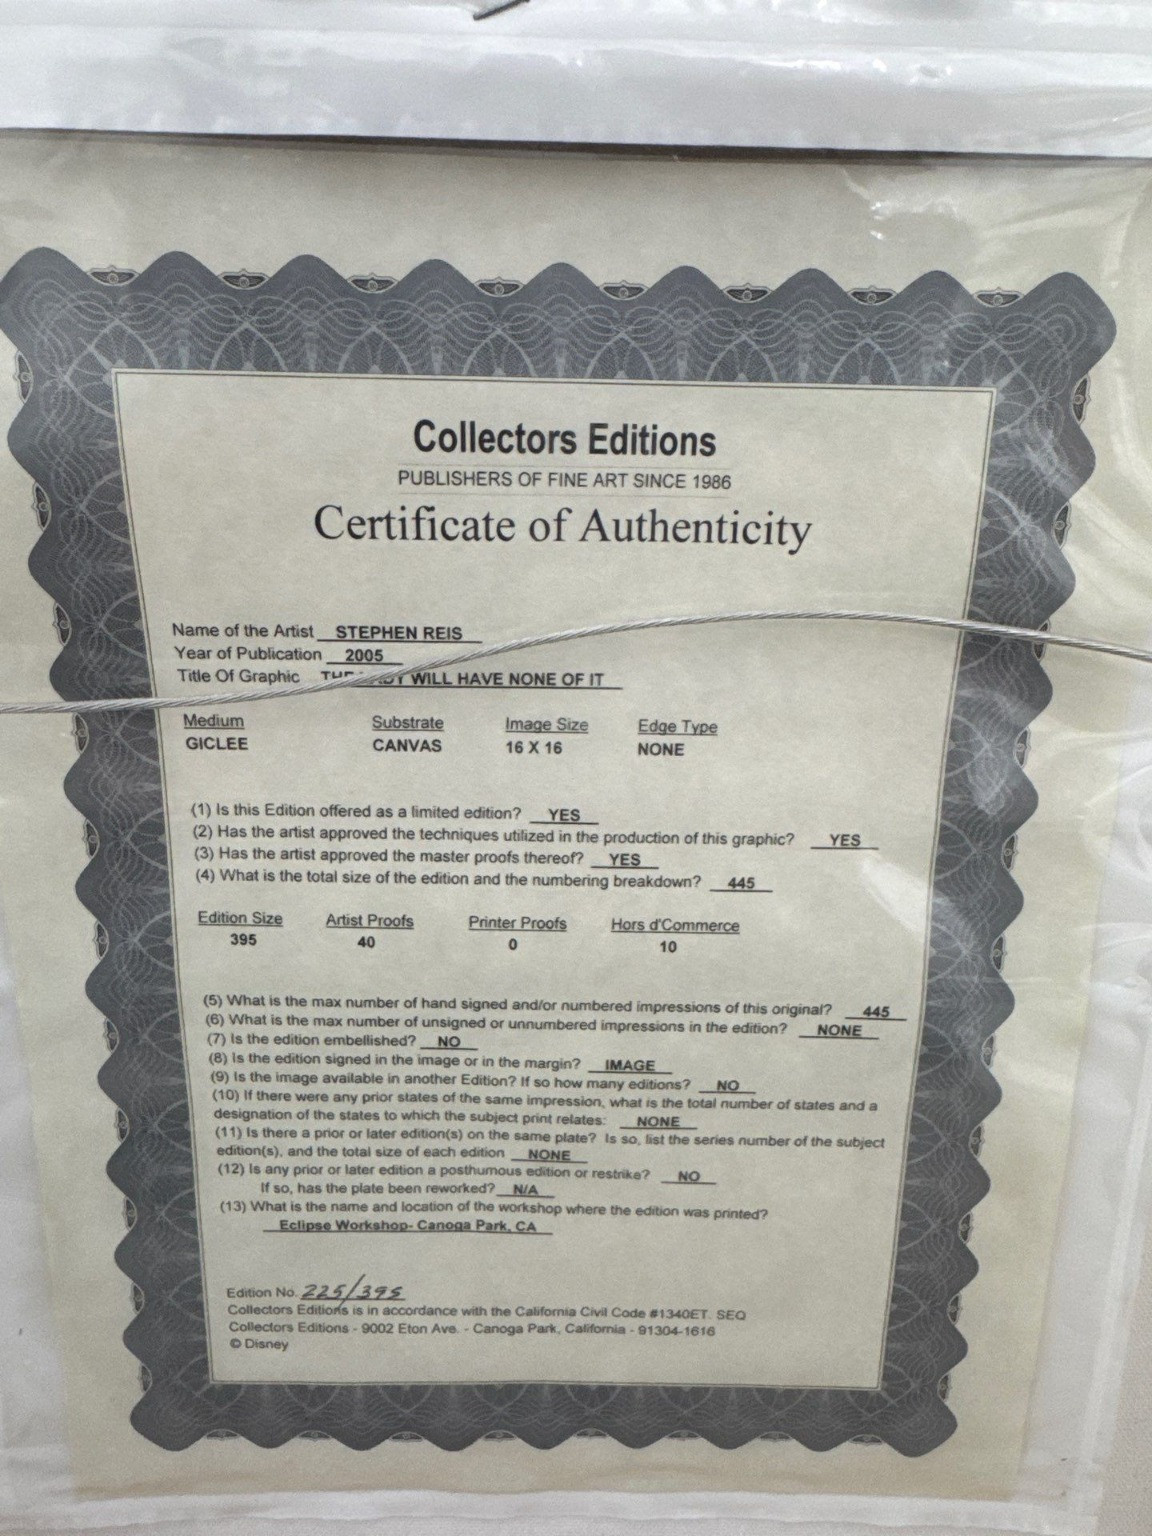 Collectors Editions
PUBLISHERS OF FINE ART SINCE 1986
Certificate of Authenticity
Name of the Artist STEPHEN REIS
Year of Publication 2005
Title Of Graphic WILL HAVE NONE OF IT
Medium Substrate Image Size Edge Type
GICLEE CANVAS 16 X 16 NONE
(1) Is this Edition offered as a limited edition? YES
(2) Has the artist approved the techniques utilized in the production of this graphic? YES
(3) Has the artist approved the master proofs thereof? YES
(4) What is the total size of the edition and the numbering breakdown? 445
Edition Size Artist Proofs Printer Proofs Hors d'Commerce
395 40 0 10
(5) What is the max number of hand signed and/or numbered impressions of this original? 445
(6) What is the max number of unsigned or unnumbered impressions in the edition? NONE
(7) Is the edition embellished? NO
(8) Is the edition signed in the image or in the margin? IMAGE
(9) Is the image available in another Edition? If so how many editions? NO
(10) If there were any prior states of the same impression, what is the total number of states and a
designation of the states to which the subject print relates: NONE
(11) Is there a prior or later edition(s) on the same plate? Is so, list the series number of the subject
edition(s), and the total size of each edition NONE
(12) Is any prior or later edition a posthumous edition or restrike? NO
If so, has the plate been reworked? N/A
(13) What is the name and location of the workshop where the edition was printed?
Eclipse Workshop- Canoga Park, CA
Edition No. 225/395
Collectors Editions is in accordance with the California Civil Code #1340ET. SEQ
Collectors Editions - 9002 Eton Ave. - Canoga Park, California - 91304-1616
© Disney